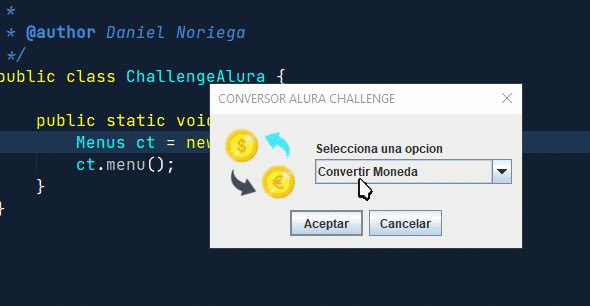 *
* @author Daniel Noriega
*/
public class ChallengeAlura {
public static void
Menus ct = new
ct.menu();
}
}
CONVERSOR ALURA CHALLENGE
$
€
Selecciona una opcion
Convertir Moneda
Aceptar
Cancelar